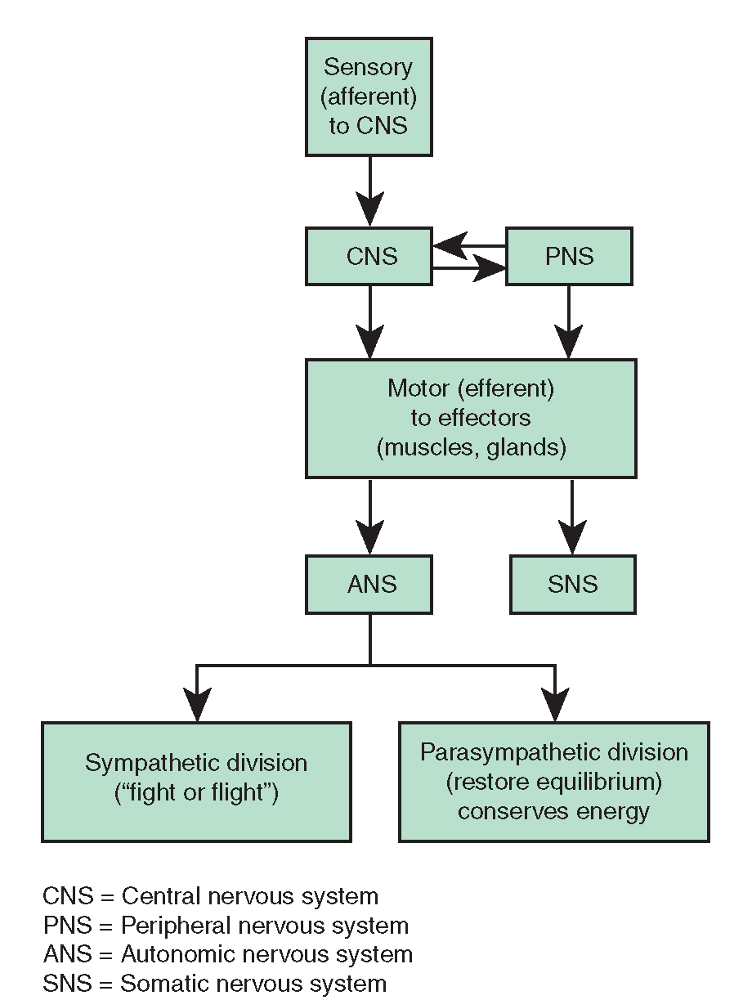 Sensory
(afferent)
to CNS
CNS
PNS
Motor (efferent)
to effectors
(muscles, glands)
ANS
SNS
Sympathetic division
(“fight or flight”)
Parasympathetic division
(restore equilibrium)
conserves energy
CNS = Central nervous system
PNS = Peripheral nervous system
ANS = Autonomic nervous system
SNS = Somatic nervous system